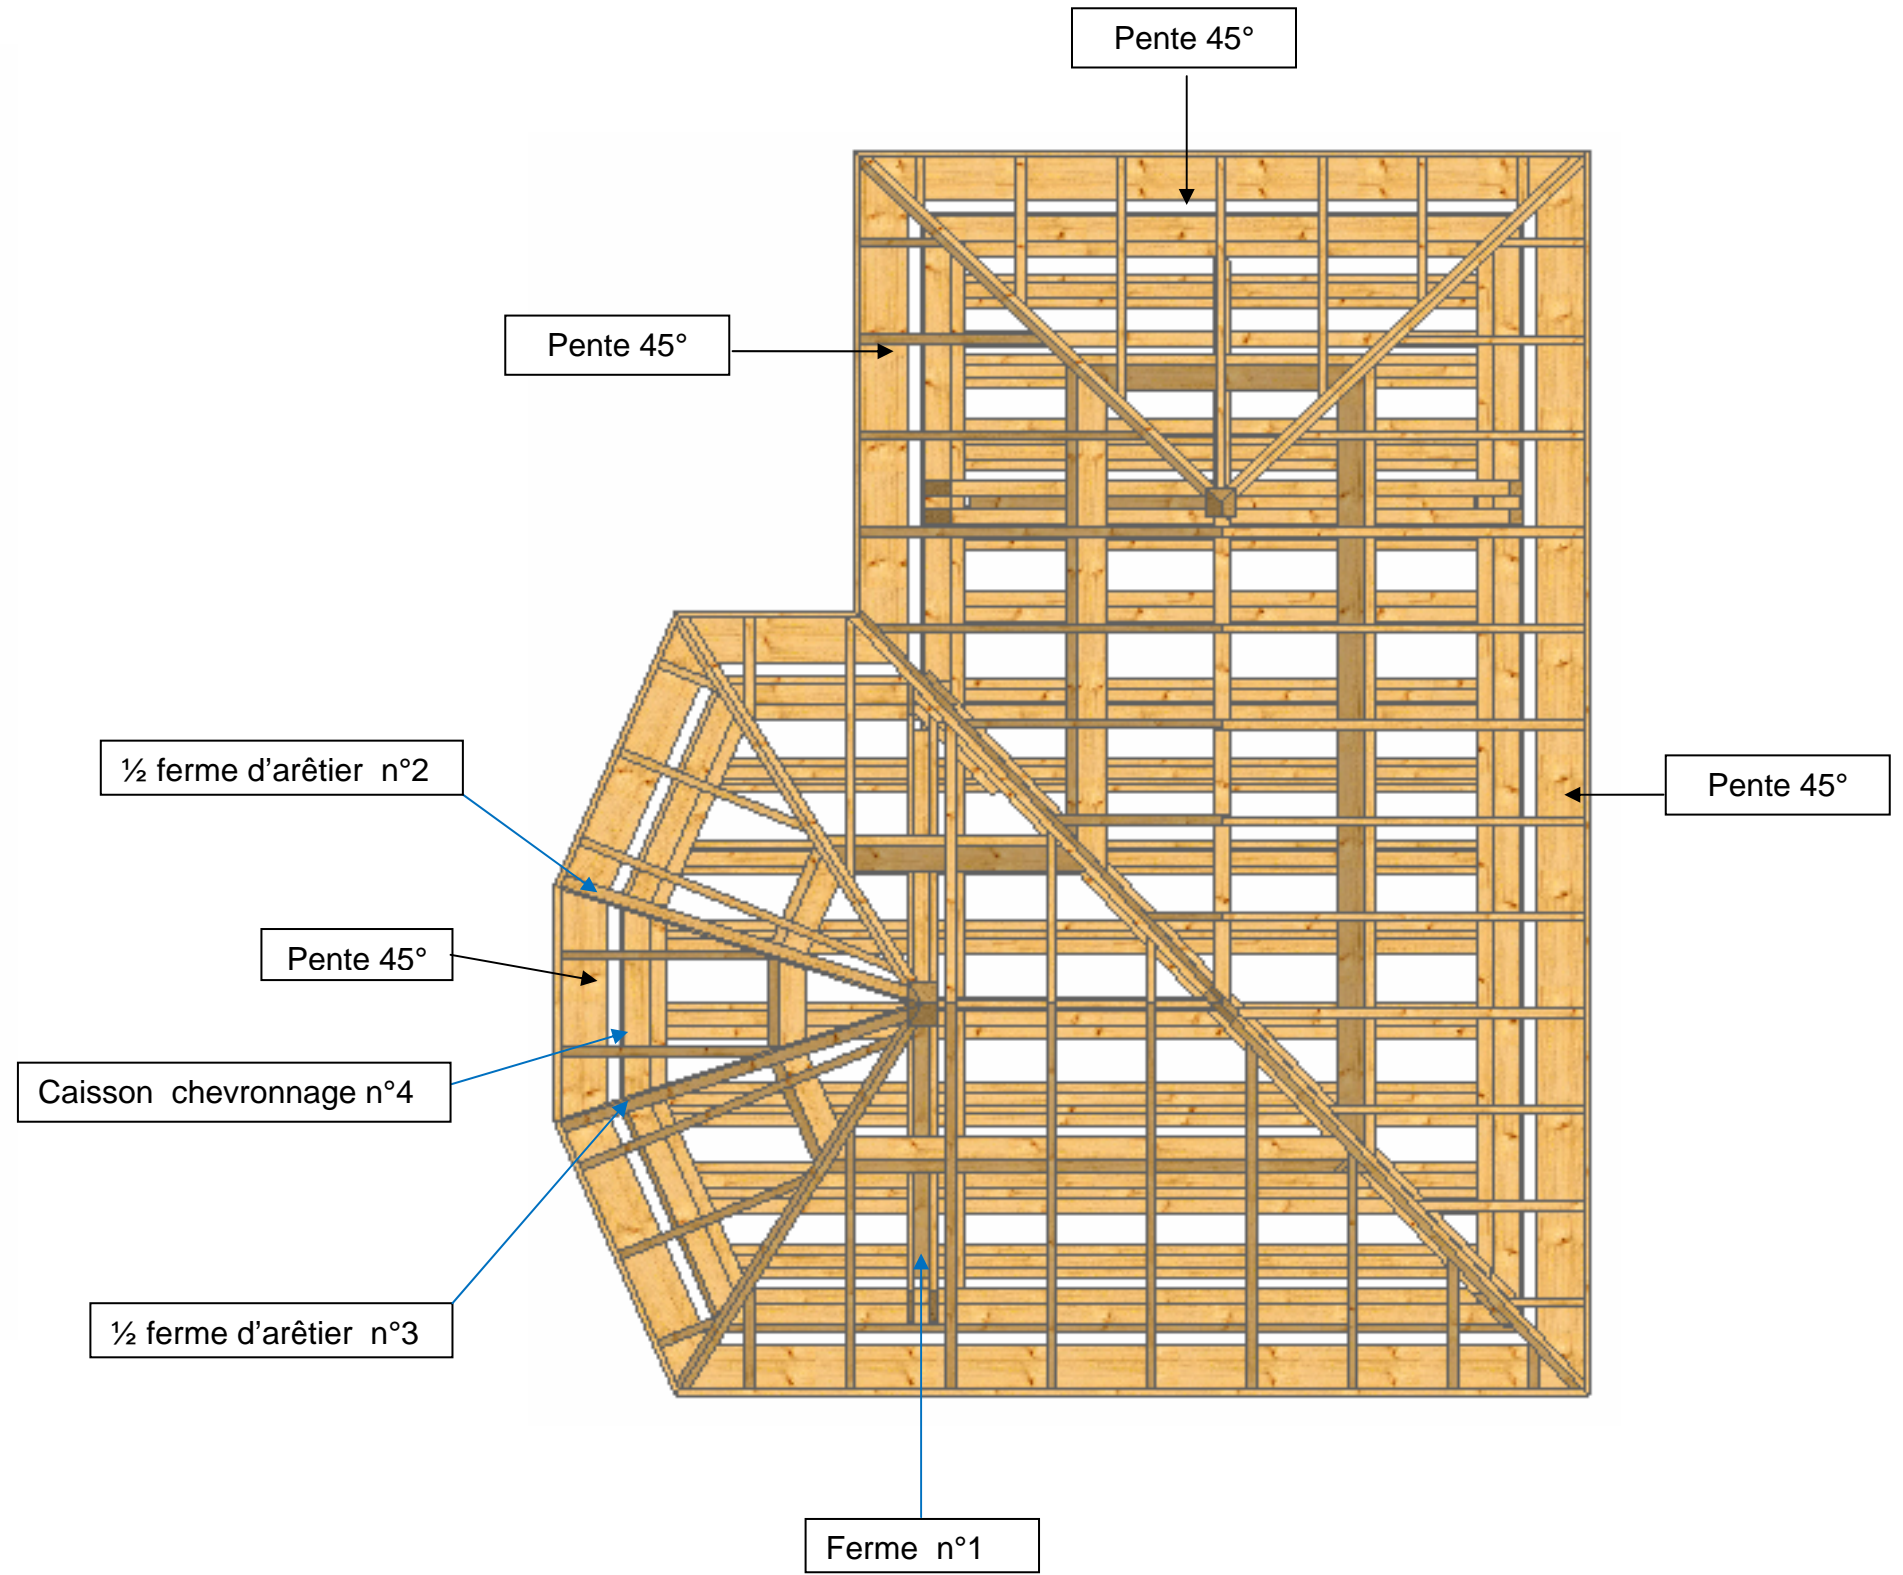 Pente 45°
Pente 45°
½ ferme d’arêtier n°2
Pente 45°
Pente 45°
Caisson chevronnage n°4
½ ferme d’arêtier n°3
Ferme n°1